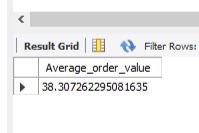 Result Grid Filter Rows:
Average_order_value
38.307262295081635